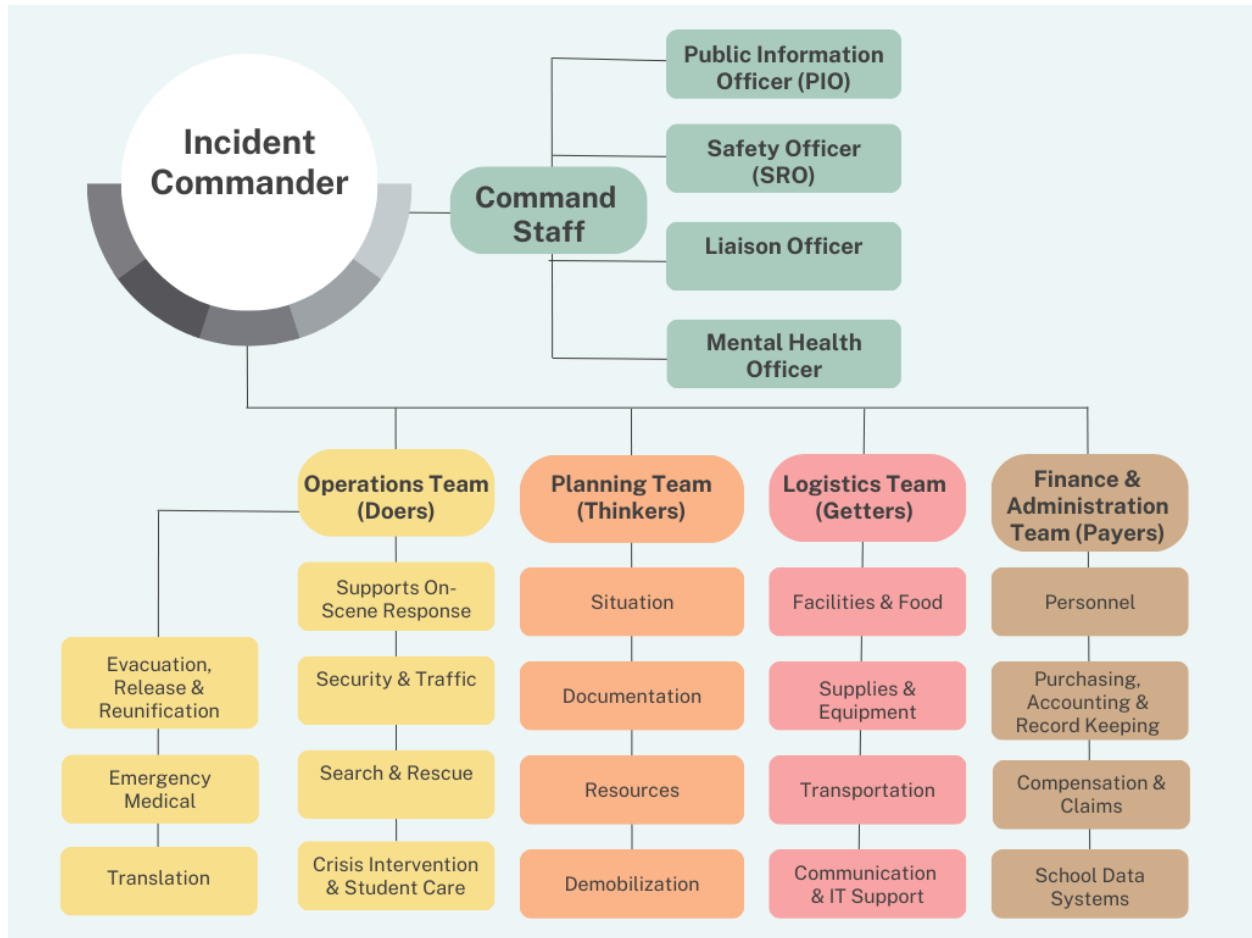 Incident
Commander
Command
Staff
Public Information
Officer (PIO)
Safety Officer
(SRO)
Liaison Officer
Mental Health
Officer
Operations Team
(Doers)
Supports On-
Scene Response
Security & Traffic
Search & Rescue
Crisis Intervention
& Student Care
Evacuation,
Release &
Reunification
Emergency
Medical
Translation
Planning Team
(Thinkers)
Situation
Documentation
Resources
Demobilization
Logistics Team
(Getters)
Facilities & Food
Supplies &
Equipment
Transportation
Communication
& IT Support
Finance &
Administration
Team (Payers)
Personnel
Purchasing,
Accounting &
Record Keeping
Compensation &
Claims
School Data
Systems